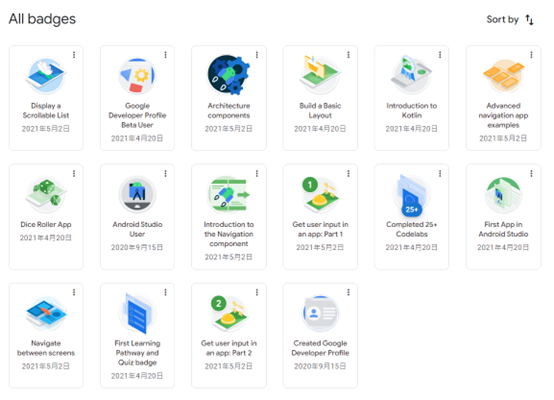 All badges
Sort by
Display a
Scrollable List
2021年5月2日
Google
Developer Profile
Beta User
2021年4月20日
Architecture
components
2021年5月2日
Build a Basic
Layout
2021年4月20日
Introduction to
Kotlin
2021年4月20日
Advanced
navigation app
examples
2021年5月2日
Dice Roller App
2021年4月20日
Android Studio
User
2020年9月15日
Introduction to
the Navigation
component
2021年5月2日
1
Get user input in
an app: Part 1
2021年5月2日
25+
Completed 25+
Codelabs
2021年4月20日
First App in
Android Studio
2021年4月20日
Navigate
between screens
2021年5月2日
First Learning
Pathway and
Quiz badge
2021年4月20日
2
Get user input in
an app: Part 2
2021年5月2日
Created Google
Developer Profile
2020年9月15日